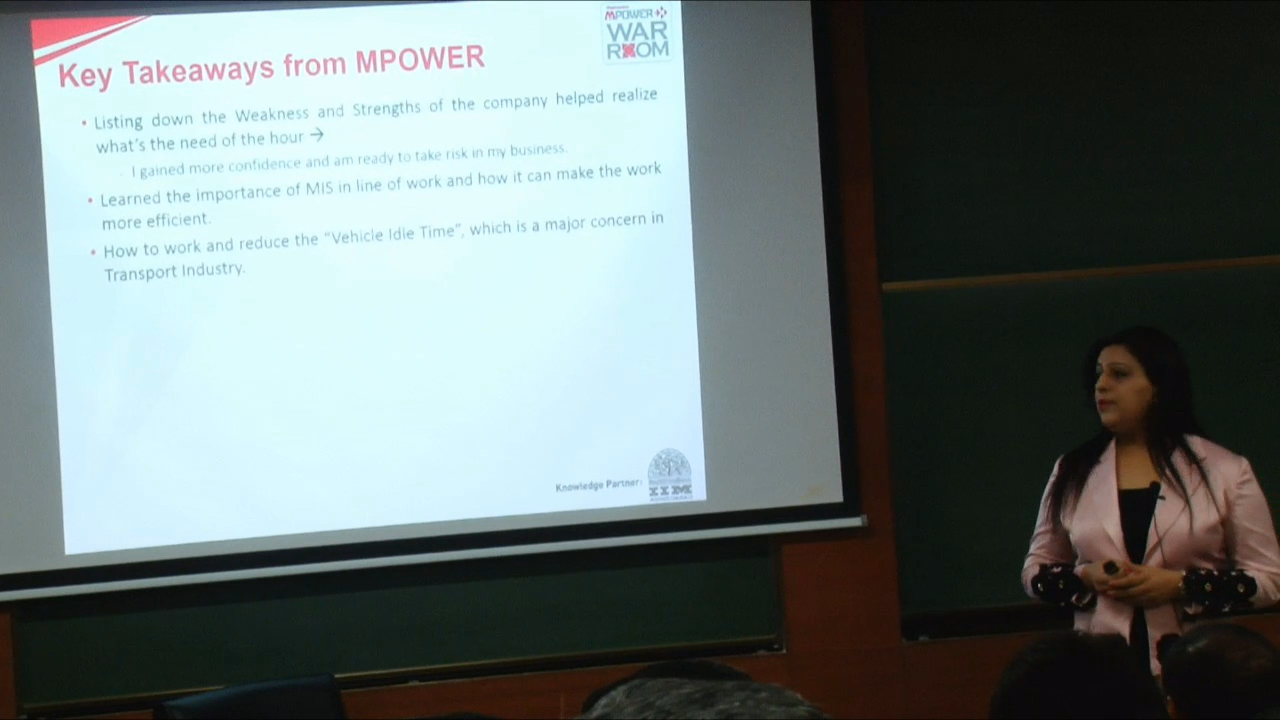 MPOWER
WAR
ROOM
Key Takeaways from MPOWER
• Listing down the Weakness and Strengths of the company helped realize
what's the need of the hour →
I gained more confidence and am ready to take risk in my business.
• Learned the importance of MIS in line of work and how it can make the work
more efficient.
• How to work and reduce the "Vehicle Idle Time", which is a major concern in
Transport Industry.
Knowledge Partner:
IIM